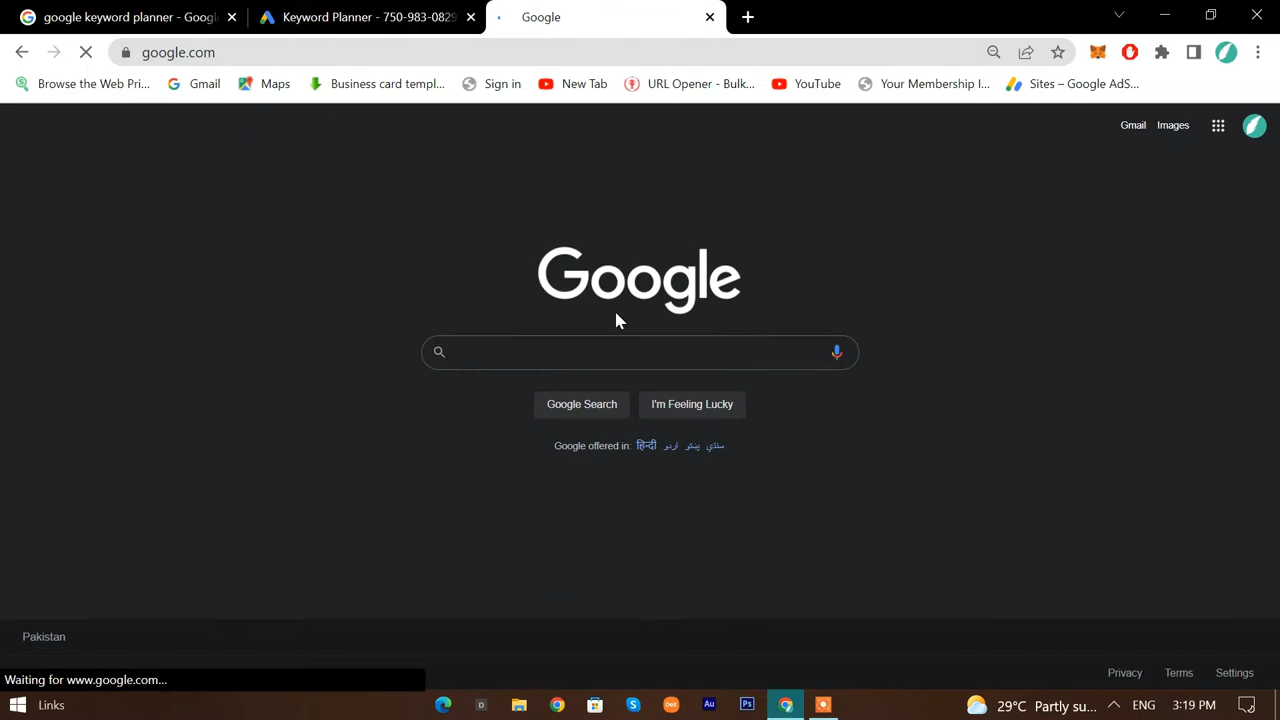 google keyword planner - Googl
Keyword Planner - 750-983-0829
Google
google.com
Browse the Web Pri...
Gmail
Maps
Business card templ...
Sign in
New Tab
URL Opener - Bulk...
YouTube
Your Membership I...
Sites – Google AdS...
Gmail
Images
Google
Google Search
I'm Feeling Lucky
Google offered in: हिन्दी اردو پښتو سنڌي
Pakistan
Waiting for www.google.com...
Privacy
Terms
Settings
Links
D
DeX
Au
Ps
29°C Partly su...
ENG
3:19 PM